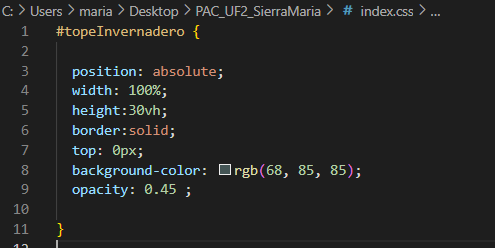 C: > Users > maria > Desktop > PAC_UF2_SierraMaria > # index.css > ...
1 #topeInvernadero {
2
3 position: absolute;
4 width: 100%;
5 height:30vh;
6 border:solid;
7 top: 0px;
8 background-color: rgb(68, 85, 85);
9 opacity: 0.45 ;
10
11 }
12